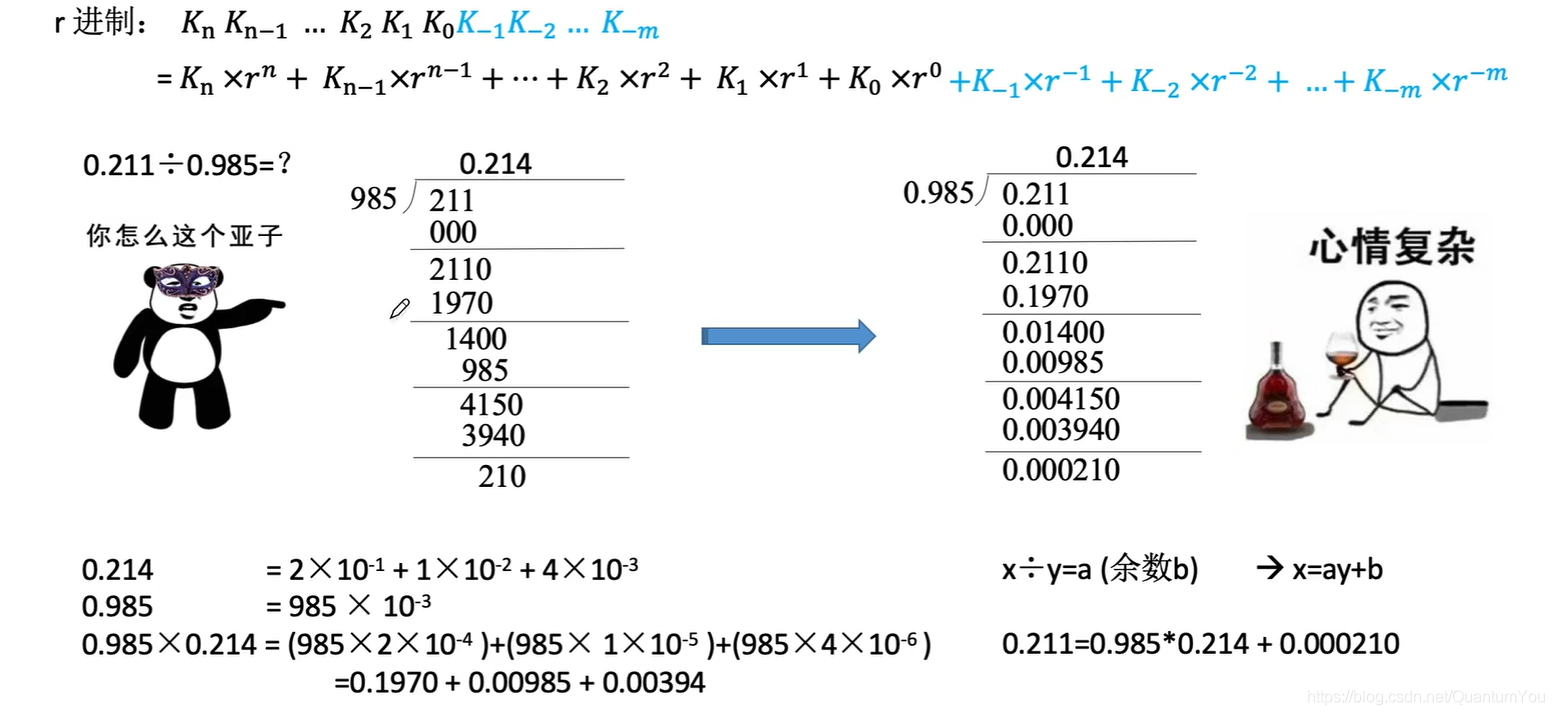 r 进制： Kₙ Kₙ₋₁ … K₂ K₁ K₀K₋₁K₋₂ … K₋ₘ
= Kₙ ×rⁿ + Kₙ₋₁×rⁿ⁻¹ + ⋯ + K₂ ×r² + K₁ ×r¹ + K₀ ×r⁰ +K₋₁×r⁻¹ + K₋₂ ×r⁻² + …+ K₋ₘ ×r⁻ᵐ
0.211÷0.985=？
你怎么这个亚子
0.214
985 211
000
2110
1970
1400
985
4150
3940
210
0.214
0.985 0.211
0.000
0.2110
0.1970
0.01400
0.00985
0.004150
0.003940
0.000210
心情复杂
0.214 = 2×10⁻¹ + 1×10⁻² + 4×10⁻³
0.985 = 985 × 10⁻³
0.985×0.214 = (985×2×10⁻⁴ )+(985× 1×10⁻⁵ )+(985×4×10⁻⁶ )
=0.1970 + 0.00985 + 0.00394
x÷y=a (余数b) → x=ay+b
0.211=0.985*0.214 + 0.000210
https://blog.csdn.net/QuantumYou